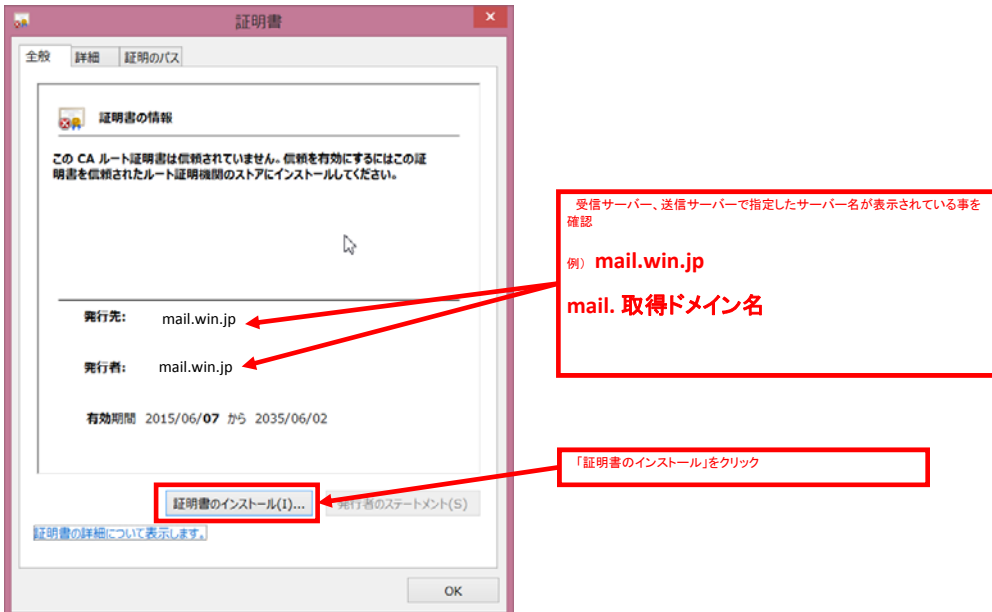 証明書
×
全般 詳細 証明のパス
証明書の情報
この CA ルート証明書は信頼されていません。信頼を有効にするにはこの証
明書を信頼されたルート証明機関のストアにインストールしてください。
発行先: mail.win.jp
発行者: mail.win.jp
有効期間 2015/06/07 から 2035/06/02
証明書のインストール(I)... 発行者のステートメント(S)
証明書の詳細について表示します。
OK
受信サーバー、送信サーバーで指定したサーバー名が表示されている事を
確認
例） mail.win.jp
mail. 取得ドメイン名
「証明書のインストール」をクリック